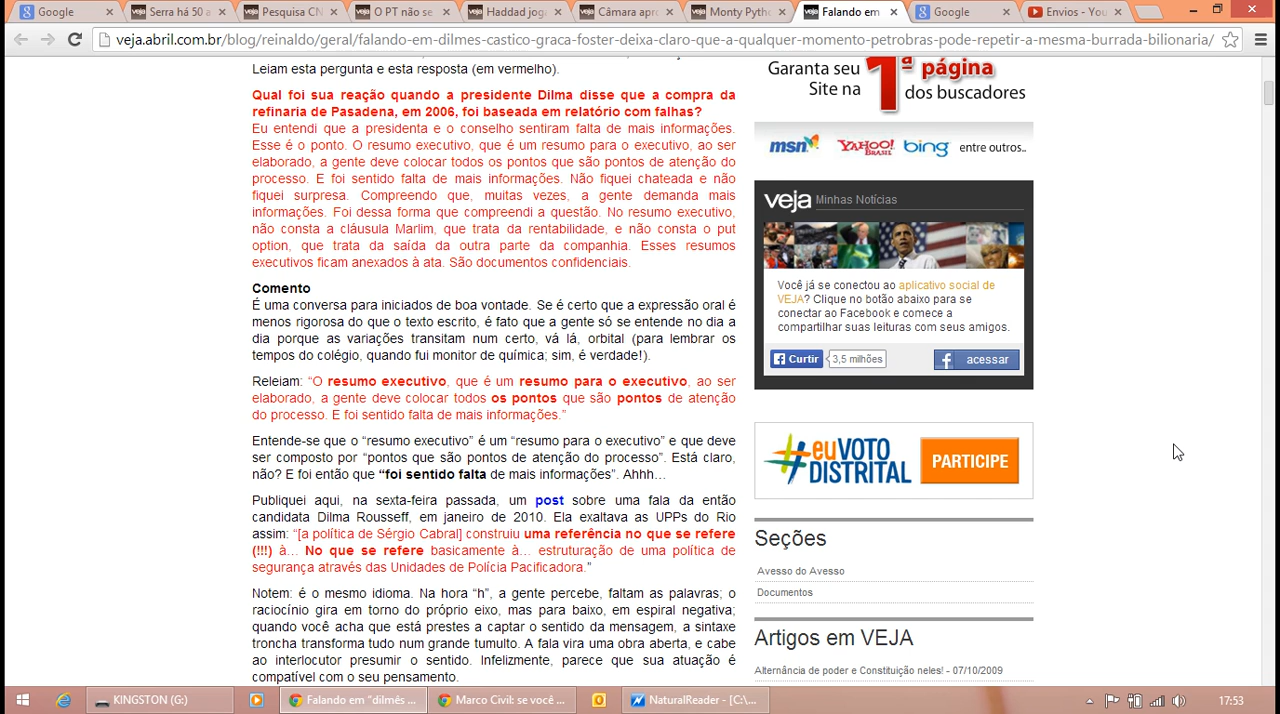 Google
Serra há 50 a
Pesquisa CN
O PT não se
Haddad jog
Câmara apr
Monty Pyth
Falando em
Google
Envios - You
veja.abril.com.br/blog/reinaldo/geral/falando-em-dilmes-castico-graca-foster-deixa-claro-que-a-qualquer-momento-petrobras-pode-repetir-a-mesma-burrada-bilionaria/
Leiam esta pergunta e esta resposta (em vermelho).
Qual foi sua reação quando a presidente Dilma disse que a compra da
refinaria de Pasadena, em 2006, foi baseada em relatório com falhas?
Eu entendi que a presidenta e o conselho sentiram falta de mais informações.
Esse é o ponto. O resumo executivo, que é um resumo para o executivo, ao ser
elaborado, a gente deve colocar todos os pontos que são pontos de atenção do
processo. E foi sentido falta de mais informações. Não fiquei chateada e não
fiquei surpresa. Compreendo que, muitas vezes, a gente demanda mais
informações. Foi dessa forma que compreendi a questão. No resumo executivo,
não consta a cláusula Marlim, que trata da rentabilidade, e não consta o put
option, que trata da saída da outra parte da companhia. Esses resumos
executivos ficam anexados à ata. São documentos confidenciais.
Comento
É uma conversa para iniciados de boa vontade. Se é certo que a expressão oral é
menos rigorosa do que o texto escrito, é fato que a gente só se entende no dia a
dia porque as variações transitam num certo, vá lá, orbital (para lembrar os
tempos do colégio, quando fui monitor de química; sim, é verdade!).
Releiam: “O resumo executivo, que é um resumo para o executivo, ao ser
elaborado, a gente deve colocar todos os pontos que são pontos de atenção
do processo. E foi sentido falta de mais informações.”
Entende-se que o “resumo executivo” é um “resumo para o executivo” e que deve
ser composto por “pontos que são pontos de atenção do processo”. Está claro,
não? E foi então que “foi sentido falta de mais informações”. Ahhh…
Publiquei aqui, na sexta-feira passada, um post sobre uma fala da então
candidata Dilma Rousseff, em janeiro de 2010. Ela exaltava as UPPs do Rio
assim: “[a política de Sérgio Cabral] construiu uma referência no que se refere
(!!!) à… No que se refere basicamente à… estruturação de uma política de
segurança através das Unidades de Polícia Pacificadora.”
Notem: é o mesmo idioma. Na hora “h”, a gente percebe, faltam as palavras; o
raciocínio gira em torno do próprio eixo, mas para baixo, em espiral negativa;
quando você acha que está prestes a captar o sentido da mensagem, a sintaxe
troncha transforma tudo num grande tumulto. A fala vira uma obra aberta, e cabe
ao interlocutor presumir o sentido. Infelizmente, parece que sua atuação é
compatível com o seu pensamento.
Garanta seu
Site na
1ª página
dos buscadores
msn
YAHOO!
BRASIL
bing
entre outros..
veja Minhas Notícias
Você já se conectou ao aplicativo social de
VEJA? Clique no botão abaixo para se
conectar ao Facebook e comece a
compartilhar suas leituras com seus amigos.
Curtir
3,5 milhões
acessar
#euVOTO
DISTRITAL
PARTICIPE
Seções
Avesso do Avesso
Documentos
Artigos em VEJA
Alternância de poder e Constituição neles! - 07/10/2009
KINGSTON (G:)
Falando em "dilmês ...
Marco Civil: se você ...
NaturalReader - [C:\...
17:53